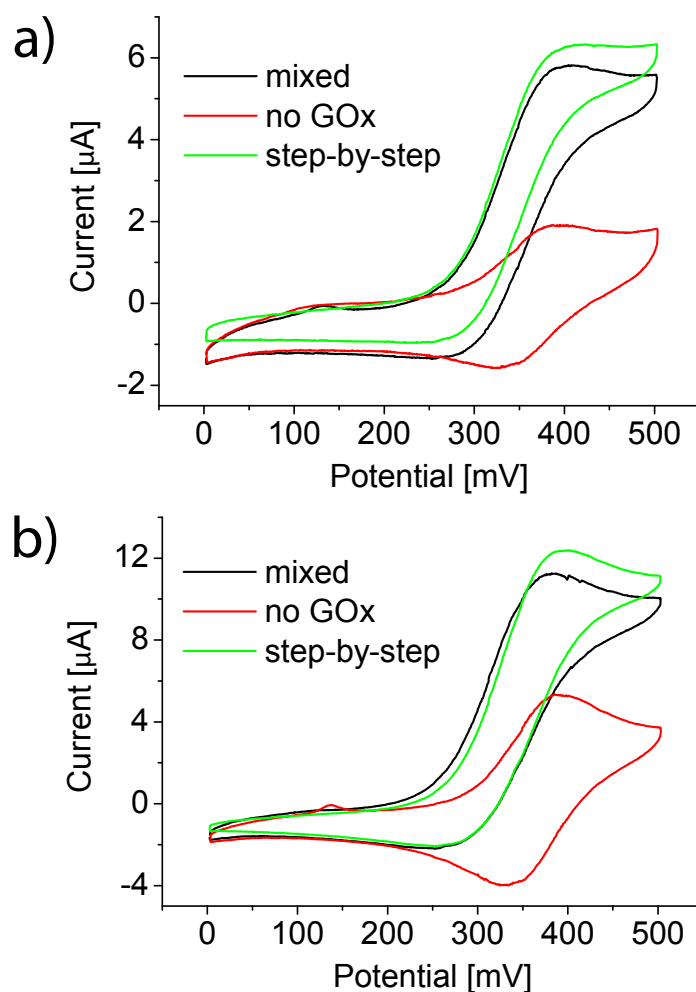 a)
6
4
2
0
-2
Current [µA]
mixed
no GOx
step-by-step
0 100 200 300 400 500
Potential [mV]
b)
12
8
4
0
-4
Current [µA]
mixed
no GOx
step-by-step
0 100 200 300 400 500
Potential [mV]